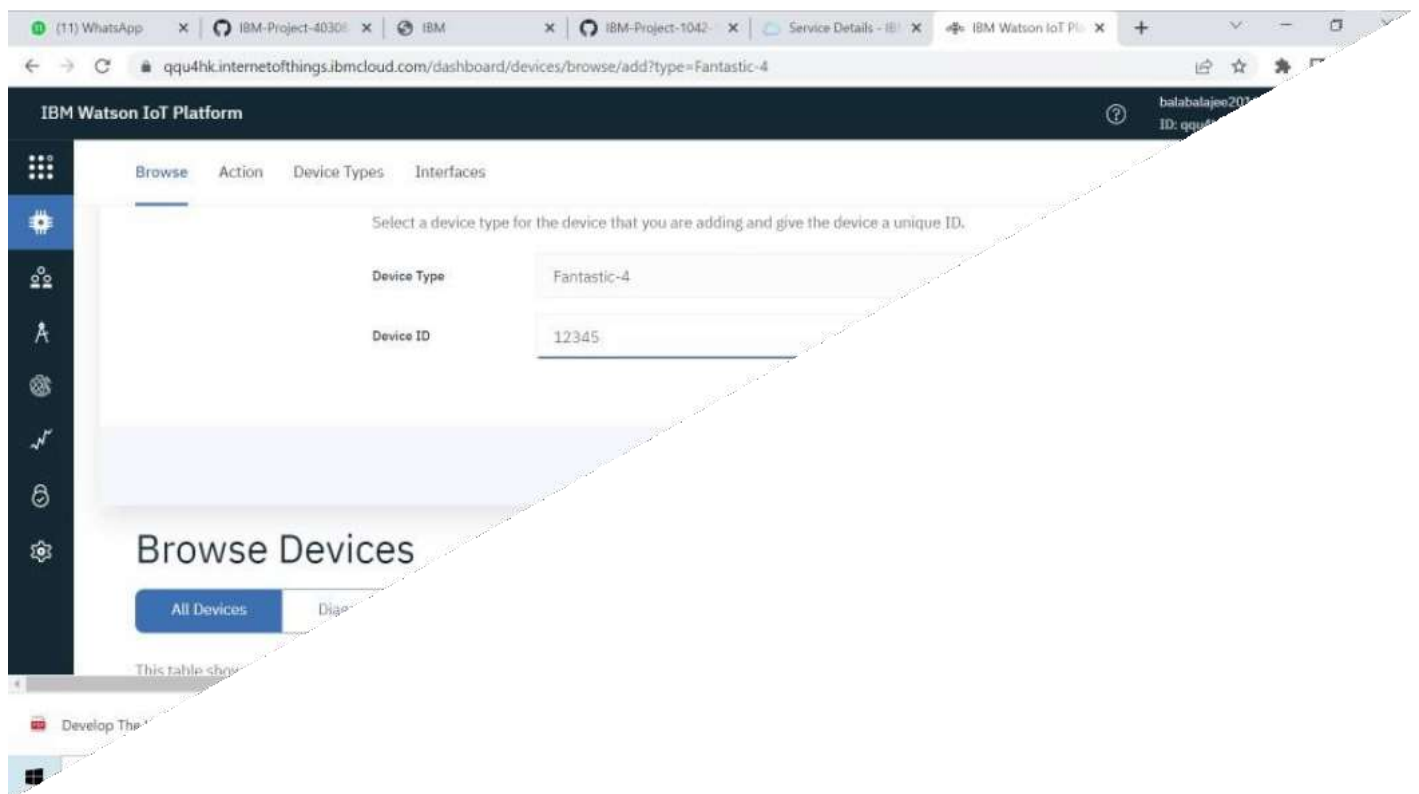 (11) WhatsApp
IBM-Project-4030
IBM
IBM-Project-1042-
Service Details - IB
IBM Watson IoT Pl
qqu4hk.internetofthings.ibmcloud.com/dashboard/devices/browse/add?type=Fantastic-4
IBM Watson IoT Platform
balabalajee201
ID: qqu4
Browse Action Device Types Interfaces
Select a device type for the device that you are adding and give the device a unique ID.
Device Type Fantastic-4
Device ID 12345
Browse Devices
All Devices Diag
This table show
Develop The